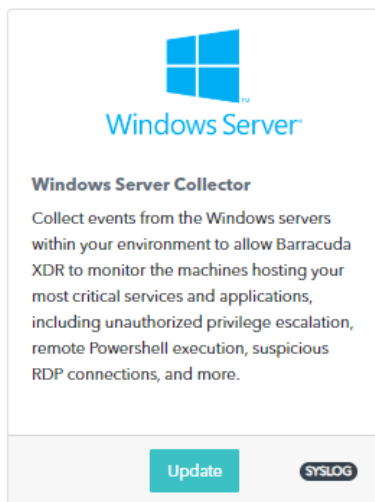 Windows Server
Windows Server Collector
Collect events from the Windows servers
within your environment to allow Barracuda
XDR to monitor the machines hosting your
most critical services and applications,
including unauthorized privilege escalation,
remote Powershell execution, suspicious
RDP connections, and more.
Update
SYSLOG